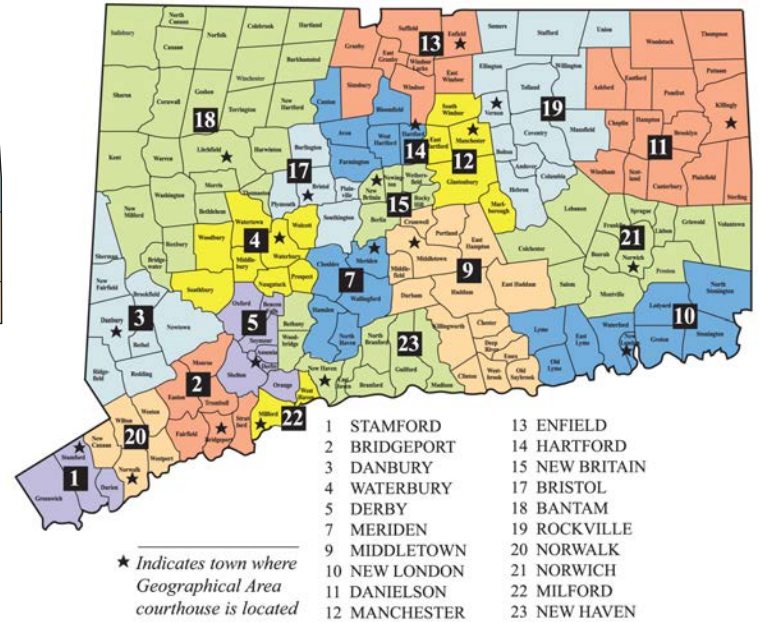 Salisbury
North Canaan
Canaan
Norfolk
Colebrook
Hartland
Suffield
Enfield
13
Somers
Stafford
Union
Woodstock
Thompson
Granby
East Granby
Windsor Locks
Barkhamsted
Winchester
Ellington
Willington
Tolland
Ashford
Eastford
Putnam
Pomfret
Sharon
Cornwall
Goshen
Torrington
New Hartford
Simsbury
Windsor
East Windsor
Canton
Bloomfield
South Windsor
Vernon
19
Killingly
18
Avon
West Hartford
Hartford
East Hartford
Manchester
Coventry
Mansfield
Chaplin
Hampton
Brooklyn
Kent
Warren
Litchfield
Harwinton
Burlington
17
Farmington
14
12
Bolton
Andover
Columbia
11
Windham
Scotland
Canterbury
Plainfield
Sterling
Washington
Morris
Thomaston
Plymouth
Bristol
Plainville
New Britain
Newington
Wethersfield
15
Rocky Hill
Glastonbury
Hebron
New Milford
Bethlehem
Watertown
Wolcott
Southington
Berlin
Cromwell
Marlborough
Lebanon
Franklin
Sprague
Lisbon
Griswold
Voluntown
21
Roxbury
Woodbury
4
Waterbury
Cheshire
Meriden
Middletown
Portland
East Hampton
Colchester
Bozrah
Norwich
Preston
Sherman
Bridgewater
Middlebury
Prospect
7
Wallingford
Middlefield
9
Haddam
East Haddam
Salem
Montville
North Stonington
New Fairfield
Brookfield
Southbury
Naugatuck
Durham
Ledyard
10
Danbury
3
Newtown
Oxford
Beacon Falls
5
Bethany
Hamden
Seymour
Woodbridge
North Haven
North Branford
23
Killingworth
Chester
Deep River
Essex
Lyme
East Lyme
Waterford
New London
Groton
Stonington
Bethel
Monroe
Ansonia
Derby
Shelton
Guilford
Ridgefield
Redding
2
Orange
New Haven
East Haven
Branford
Madison
Clinton
Westbrook
Old Saybrook
Old Lyme
Easton
Trumbull
West Haven
Weston
Wilton
20
New Canaan
Fairfield
Bridgeport
Stratford
Milford
22
Westport
Stamford
1
Norwalk
Darien
Greenwich
1 STAMFORD
2 BRIDGEPORT
3 DANBURY
4 WATERBURY
5 DERBY
7 MERIDEN
9 MIDDLETOWN
10 NEW LONDON
11 DANIELSON
12 MANCHESTER
13 ENFIELD
14 HARTFORD
15 NEW BRITAIN
17 BRISTOL
18 BANTAM
19 ROCKVILLE
20 NORWALK
21 NORWICH
22 MILFORD
23 NEW HAVEN
★ Indicates town where
Geographical Area
courthouse is located